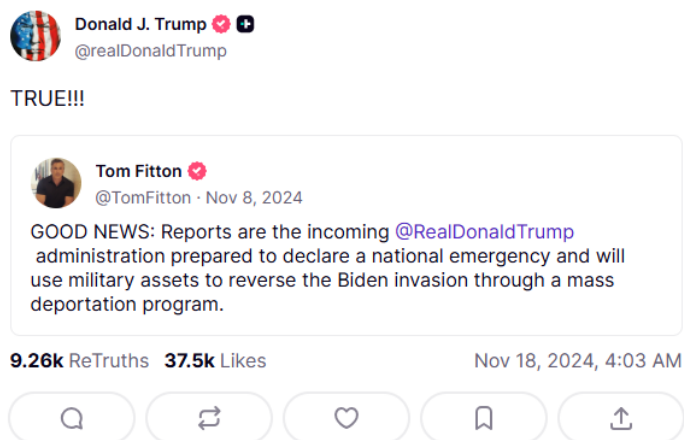 Donald J. Trump
@realDonaldTrump
TRUE!!!
Tom Fitton
@TomFitton · Nov 8, 2024
GOOD NEWS: Reports are the incoming @RealDonaldTrump
administration prepared to declare a national emergency and will
use military assets to reverse the Biden invasion through a mass
deportation program.
9.26k ReTruths 37.5k Likes Nov 18, 2024, 4:03 AM